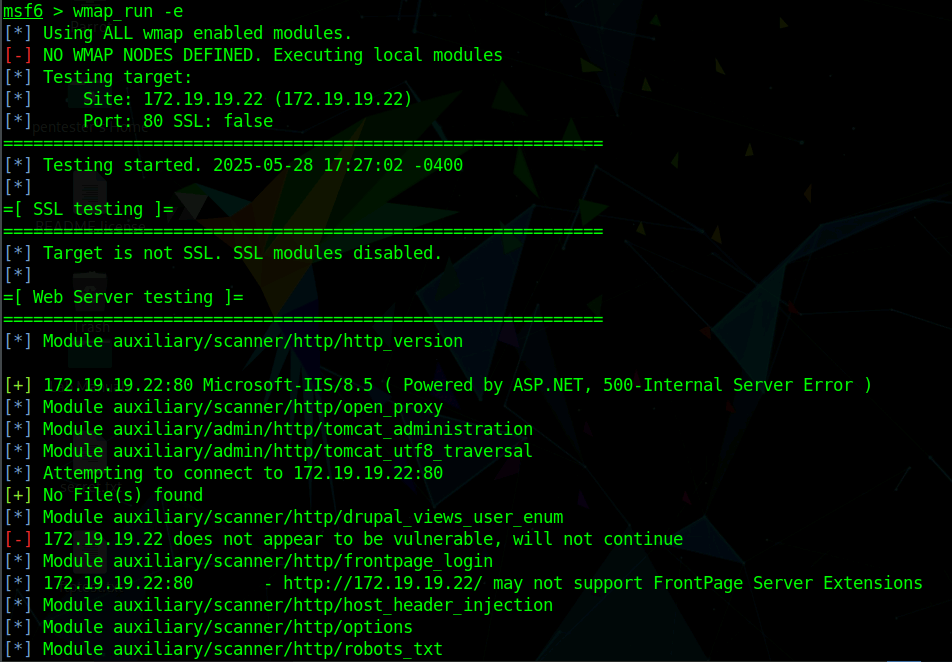 msf6 > wmap_run -e
[*] Using ALL wmap enabled modules.
[-] NO WMAP NODES DEFINED. Executing local modules
[*] Testing target:
[*]     Site: 172.19.19.22 (172.19.19.22)
[*]     Port: 80 SSL: false
============================================================
[*] Testing started. 2025-05-28 17:27:02 -0400
[*]
=[ SSL testing ]=
============================================================
[*] Target is not SSL. SSL modules disabled.
[*]
=[ Web Server testing ]=
============================================================
[*] Module auxiliary/scanner/http/http_version
[+] 172.19.19.22:80 Microsoft-IIS/8.5 ( Powered by ASP.NET, 500-Internal Server Error )
[*] Module auxiliary/scanner/http/open_proxy
[*] Module auxiliary/admin/http/tomcat_administration
[*] Module auxiliary/admin/http/tomcat_utf8_traversal
[*] Attempting to connect to 172.19.19.22:80
[+] No File(s) found
[*] Module auxiliary/scanner/http/drupal_views_user_enum
[-] 172.19.19.22 does not appear to be vulnerable, will not continue
[*] Module auxiliary/scanner/http/frontpage_login
[*] 172.19.19.22:80       - http://172.19.19.22/ may not support FrontPage Server Extensions
[*] Module auxiliary/scanner/http/host_header_injection
[*] Module auxiliary/scanner/http/options
[*] Module auxiliary/scanner/http/robots_txt